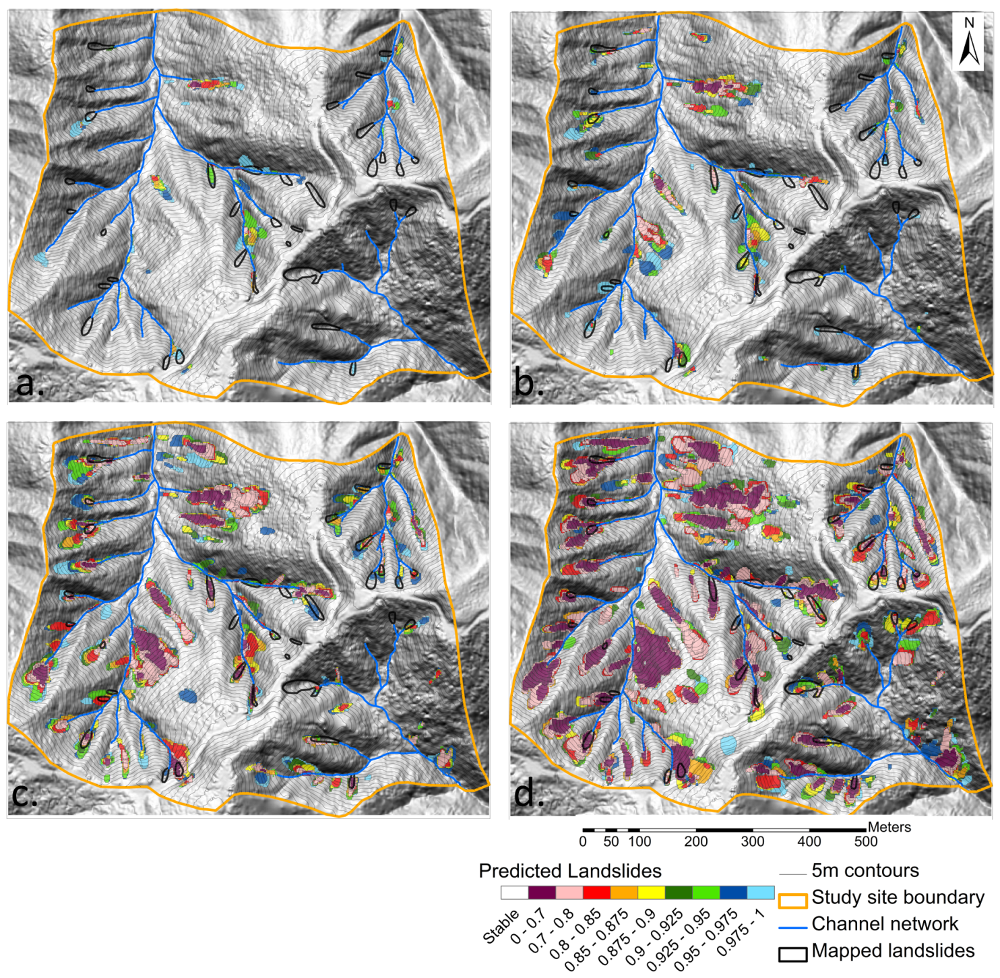 N
a.
b.
c.
d.
Meters
0 50 100 200 300 400 500
Predicted Landslides
Stable
0 - 0.7
0.7 - 0.8
0.8 - 0.85
0.85 - 0.875
0.875 - 0.9
0.9 - 0.925
0.925 - 0.95
0.95 - 0.975
0.975 - 1
5m contours
Study site boundary
Channel network
Mapped landslides